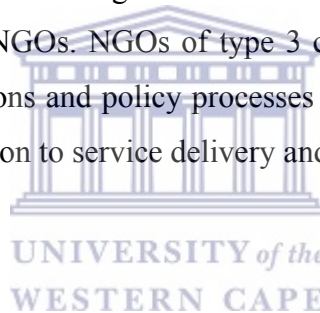 NGOs. NGOs of type 3 c
ons and policy processes
on to service delivery and
UNIVERSITY of the
WESTERN CAPE